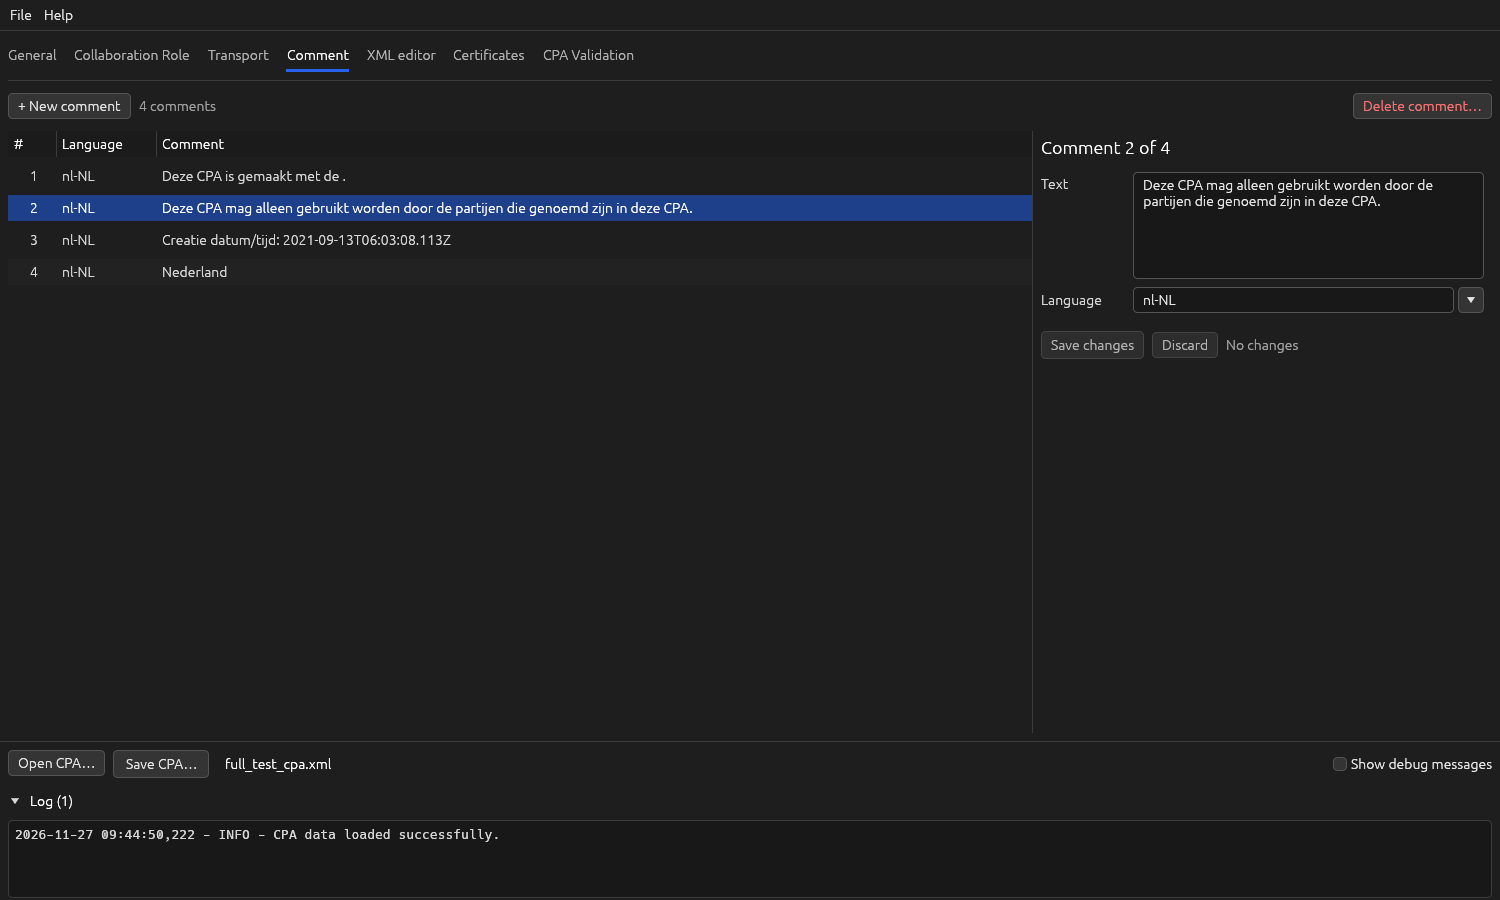 File Help
General Collaboration Role Transport Comment XML editor Certificates CPA Validation
+ New comment 4 comments Delete comment...
# Language Comment
1 nl-NL Deze CPA is gemaakt met de .
2 nl-NL Deze CPA mag alleen gebruikt worden door de partijen die genoemd zijn in deze CPA.
3 nl-NL Creatie datum/tijd: 2021-09-13T06:03:08.113Z
4 nl-NL Nederland
Comment 2 of 4
Text
Deze CPA mag alleen gebruikt worden door de
partijen die genoemd zijn in deze CPA.
Language nl-NL
Save changes Discard No changes
Open CPA... Save CPA... full_test_cpa.xml Show debug messages
Log (1)
2026-11-27 09:44:50,222 - INFO - CPA data loaded successfully.